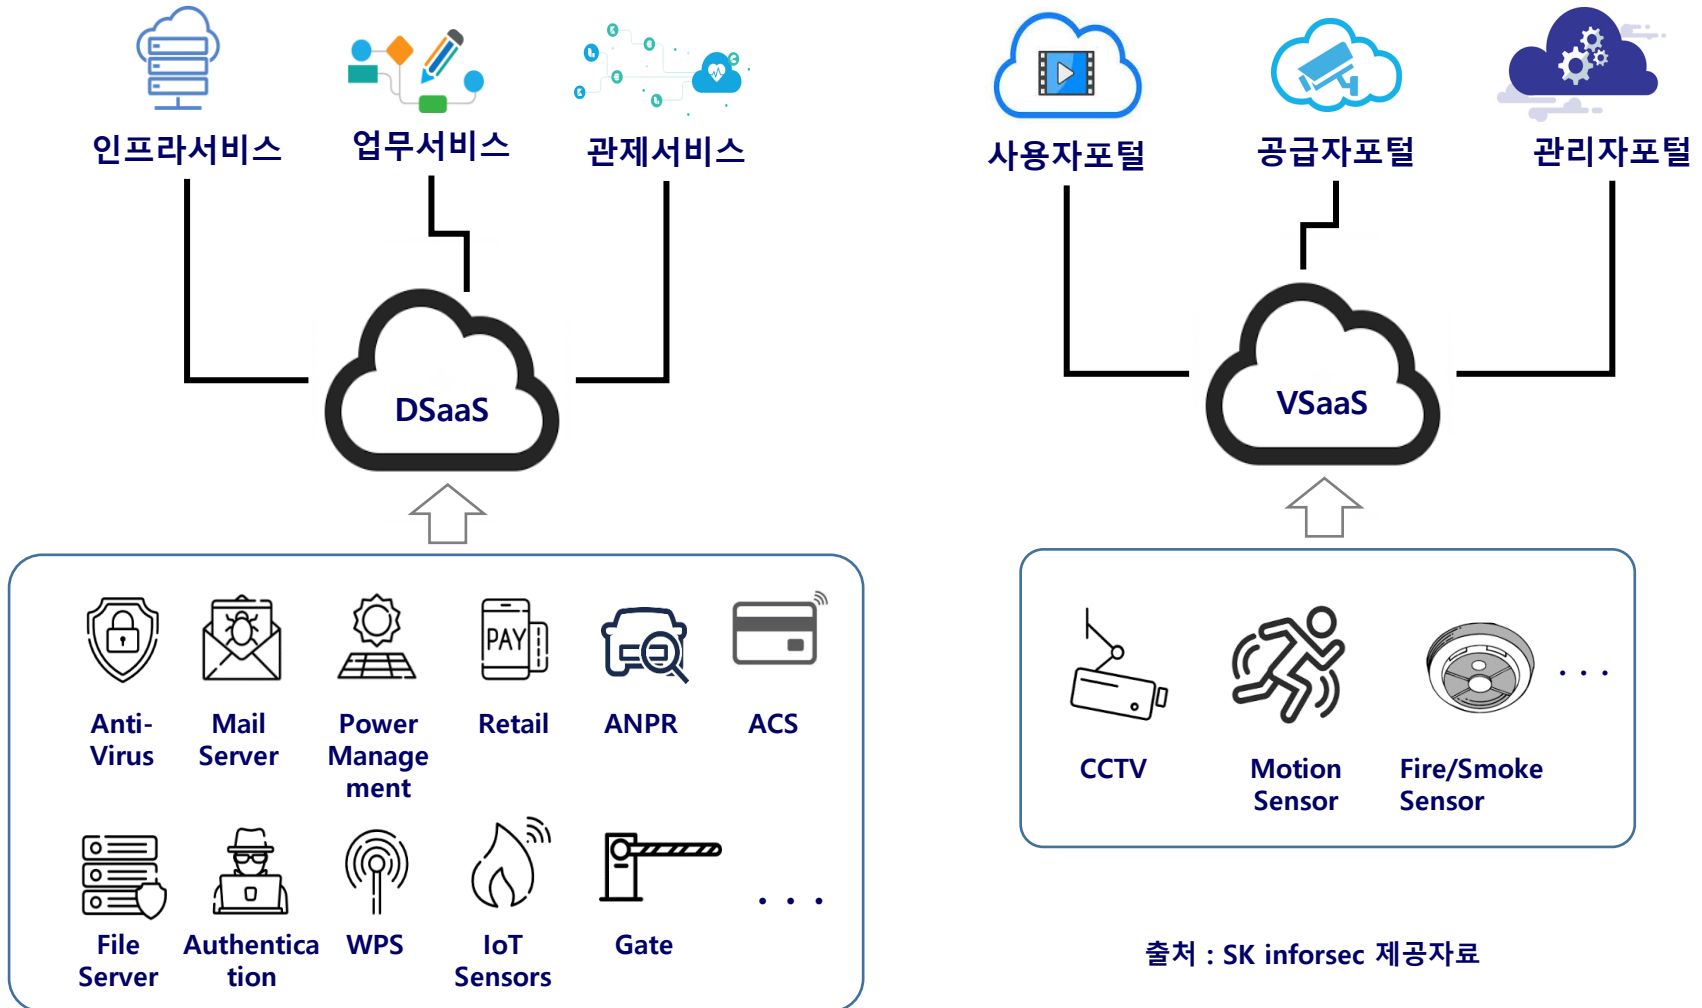 인프라서비스
업무서비스
관제서비스
DSaaS
PAY
Anti-
Virus
Mail
Server
Power
Manage
ment
Retail
ANPR
ACS
File
Server
Authentica
tion
WPS
IoT
Sensors
Gate
. . .
사용자포털
공급자포털
관리자포털
VSaaS
CCTV
Motion
Sensor
Fire/Smoke
Sensor
. . .
출처 : SK inforsec 제공자료